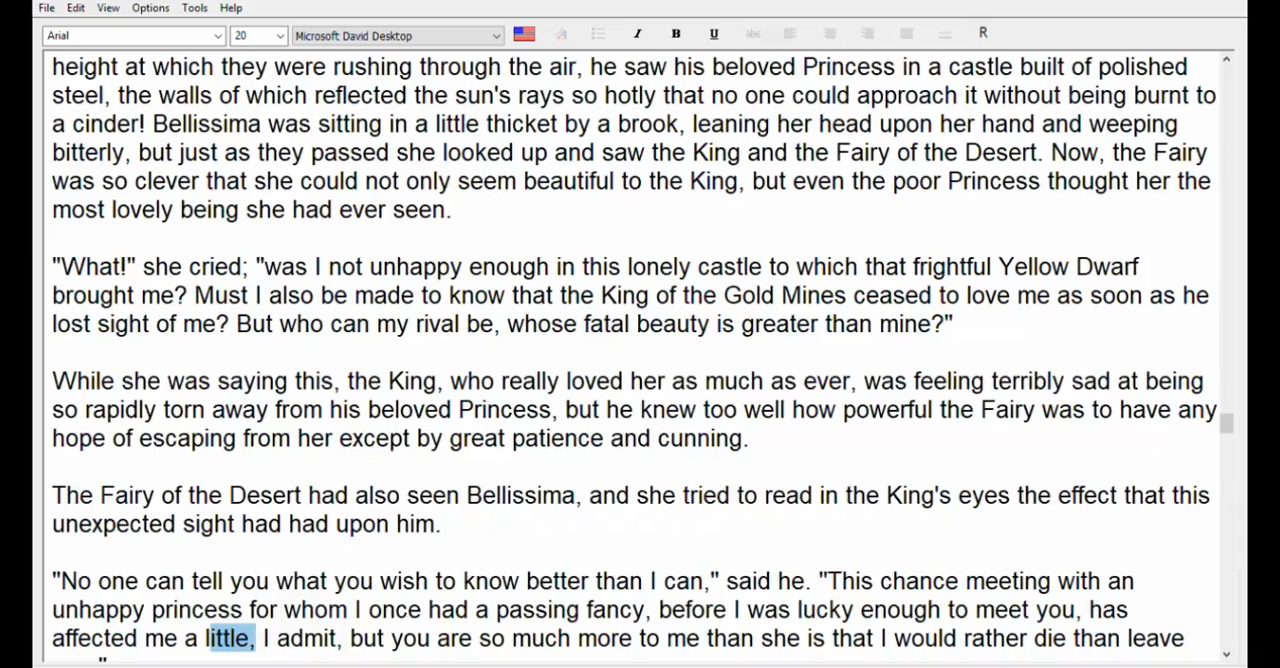 File Edit View Options Tools Help
Arial 20 Microsoft David Desktop I B U abc R
height at which they were rushing through the air, he saw his beloved Princess in a castle built of polished
steel, the walls of which reflected the sun's rays so hotly that no one could approach it without being burnt to
a cinder! Bellissima was sitting in a little thicket by a brook, leaning her head upon her hand and weeping
bitterly, but just as they passed she looked up and saw the King and the Fairy of the Desert. Now, the Fairy
was so clever that she could not only seem beautiful to the King, but even the poor Princess thought her the
most lovely being she had ever seen.
"What!" she cried; "was I not unhappy enough in this lonely castle to which that frightful Yellow Dwarf
brought me? Must I also be made to know that the King of the Gold Mines ceased to love me as soon as he
lost sight of me? But who can my rival be, whose fatal beauty is greater than mine?"
While she was saying this, the King, who really loved her as much as ever, was feeling terribly sad at being
so rapidly torn away from his beloved Princess, but he knew too well how powerful the Fairy was to have any
hope of escaping from her except by great patience and cunning.
The Fairy of the Desert had also seen Bellissima, and she tried to read in the King's eyes the effect that this
unexpected sight had had upon him.
"No one can tell you what you wish to know better than I can," said he. "This chance meeting with an
unhappy princess for whom I once had a passing fancy, before I was lucky enough to meet you, has
affected me a little, I admit, but you are so much more to me than she is that I would rather die than leave